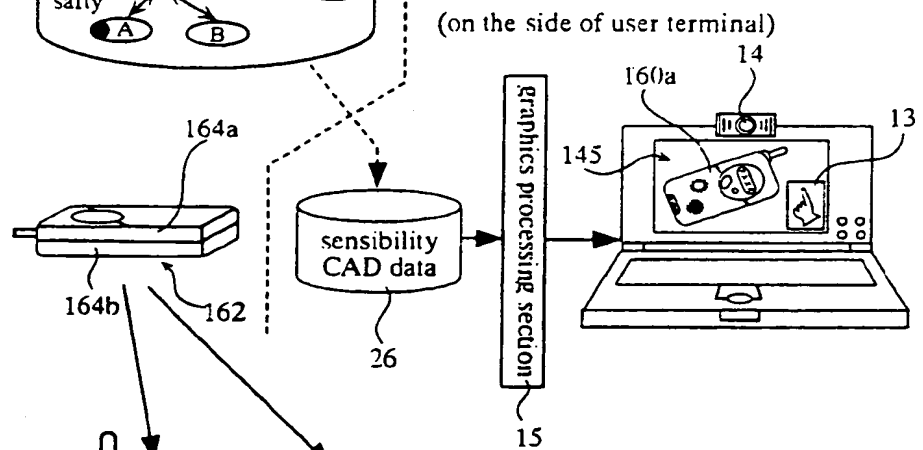 salty
A
B
(on the side of user terminal)
14
160a
13
164a
145
graphics processing section
sensibility
CAD data
164b
162
26
15